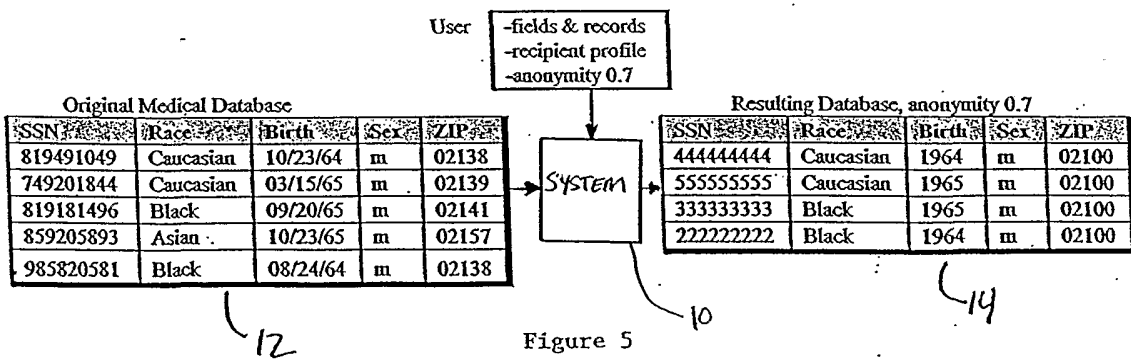 User
-fields & records
-recipient profile
-anonymity 0.7
Original Medical Database
SSN Race Birth Sex ZIP
819491049 Caucasian 10/23/64 m 02138
749201844 Caucasian 03/15/65 m 02139
819181496 Black 09/20/65 m 02141
859205893 Asian 10/23/65 m 02157
985820581 Black 08/24/64 m 02138
12
SYSTEM
10
Resulting Database, anonymity 0.7
SSN Race Birth Sex ZIP
444444444 Caucasian 1964 m 02100
555555555 Caucasian 1965 m 02100
333333333 Black 1965 m 02100
222222222 Black 1964 m 02100
14
Figure 5